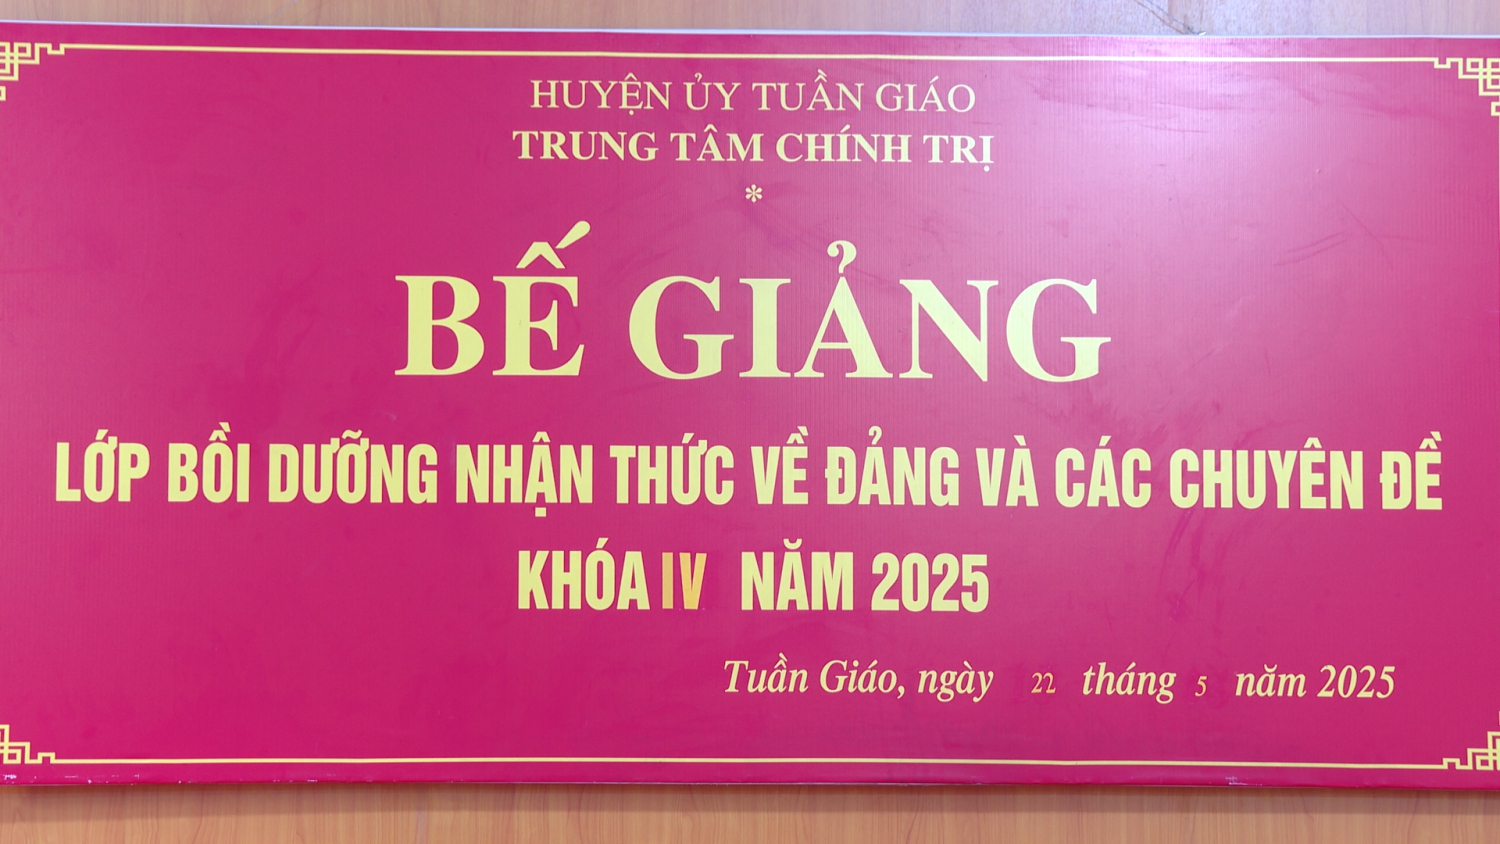 HUYỆN ỦY TUẦN GIÁO
TRUNG TÂM CHÍNH TRỊ
*
BẾ GIẢNG
LỚP BỒI DƯỠNG NHẬN THỨC VỀ ĐẢNG VÀ CÁC CHUYÊN ĐỀ
KHÓA IV NĂM 2025
Tuần Giáo, ngày 22 tháng 5 năm 2025